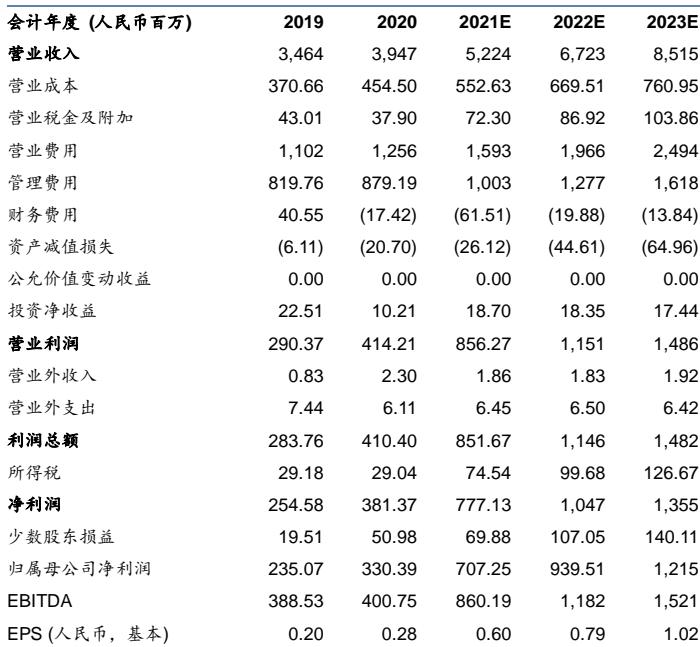 会计年度 (人民币百万) 2019 2020 2021E 2022E 2023E
营业收入 3,464 3,947 5,224 6,723 8,515
营业成本 370.66 454.50 552.63 669.51 760.95
营业税金及附加 43.01 37.90 72.30 86.92 103.86
营业费用 1,102 1,256 1,593 1,966 2,494
管理费用 819.76 879.19 1,003 1,277 1,618
财务费用 40.55 (17.42) (61.51) (19.88) (13.84)
资产减值损失 (6.11) (20.70) (26.12) (44.61) (64.96)
公允价值变动收益 0.00 0.00 0.00 0.00 0.00
投资净收益 22.51 10.21 18.70 18.35 17.44
营业利润 290.37 414.21 856.27 1,151 1,486
营业外收入 0.83 2.30 1.86 1.83 1.92
营业外支出 7.44 6.11 6.45 6.50 6.42
利润总额 283.76 410.40 851.67 1,146 1,482
所得税 29.18 29.04 74.54 99.68 126.67
净利润 254.58 381.37 777.13 1,047 1,355
少数股东损益 19.51 50.98 69.88 107.05 140.11
归属母公司净利润 235.07 330.39 707.25 939.51 1,215
EBITDA 388.53 400.75 860.19 1,182 1,521
EPS (人民币，基本) 0.20 0.28 0.60 0.79 1.02